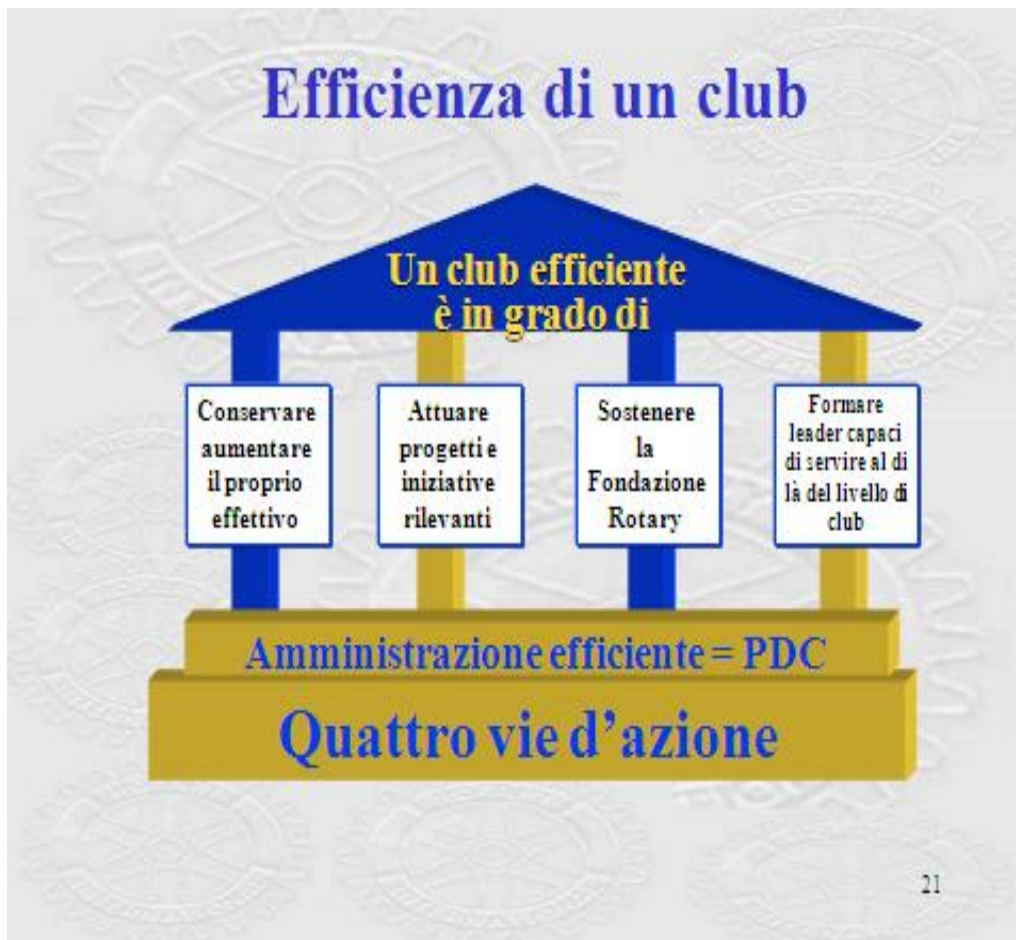 Efficienza di un club
Un club efficiente
è in grado di
Conservare
aumentare
il proprio
effettivo
Attuare
progetti e
iniziative
rilevanti
Sostenere
la
Fondazione
Rotary
Formare
leader capaci
di servire al di
là del livello di
club
Amministrazione efficiente = PDC
Quattro vie d’azione
21